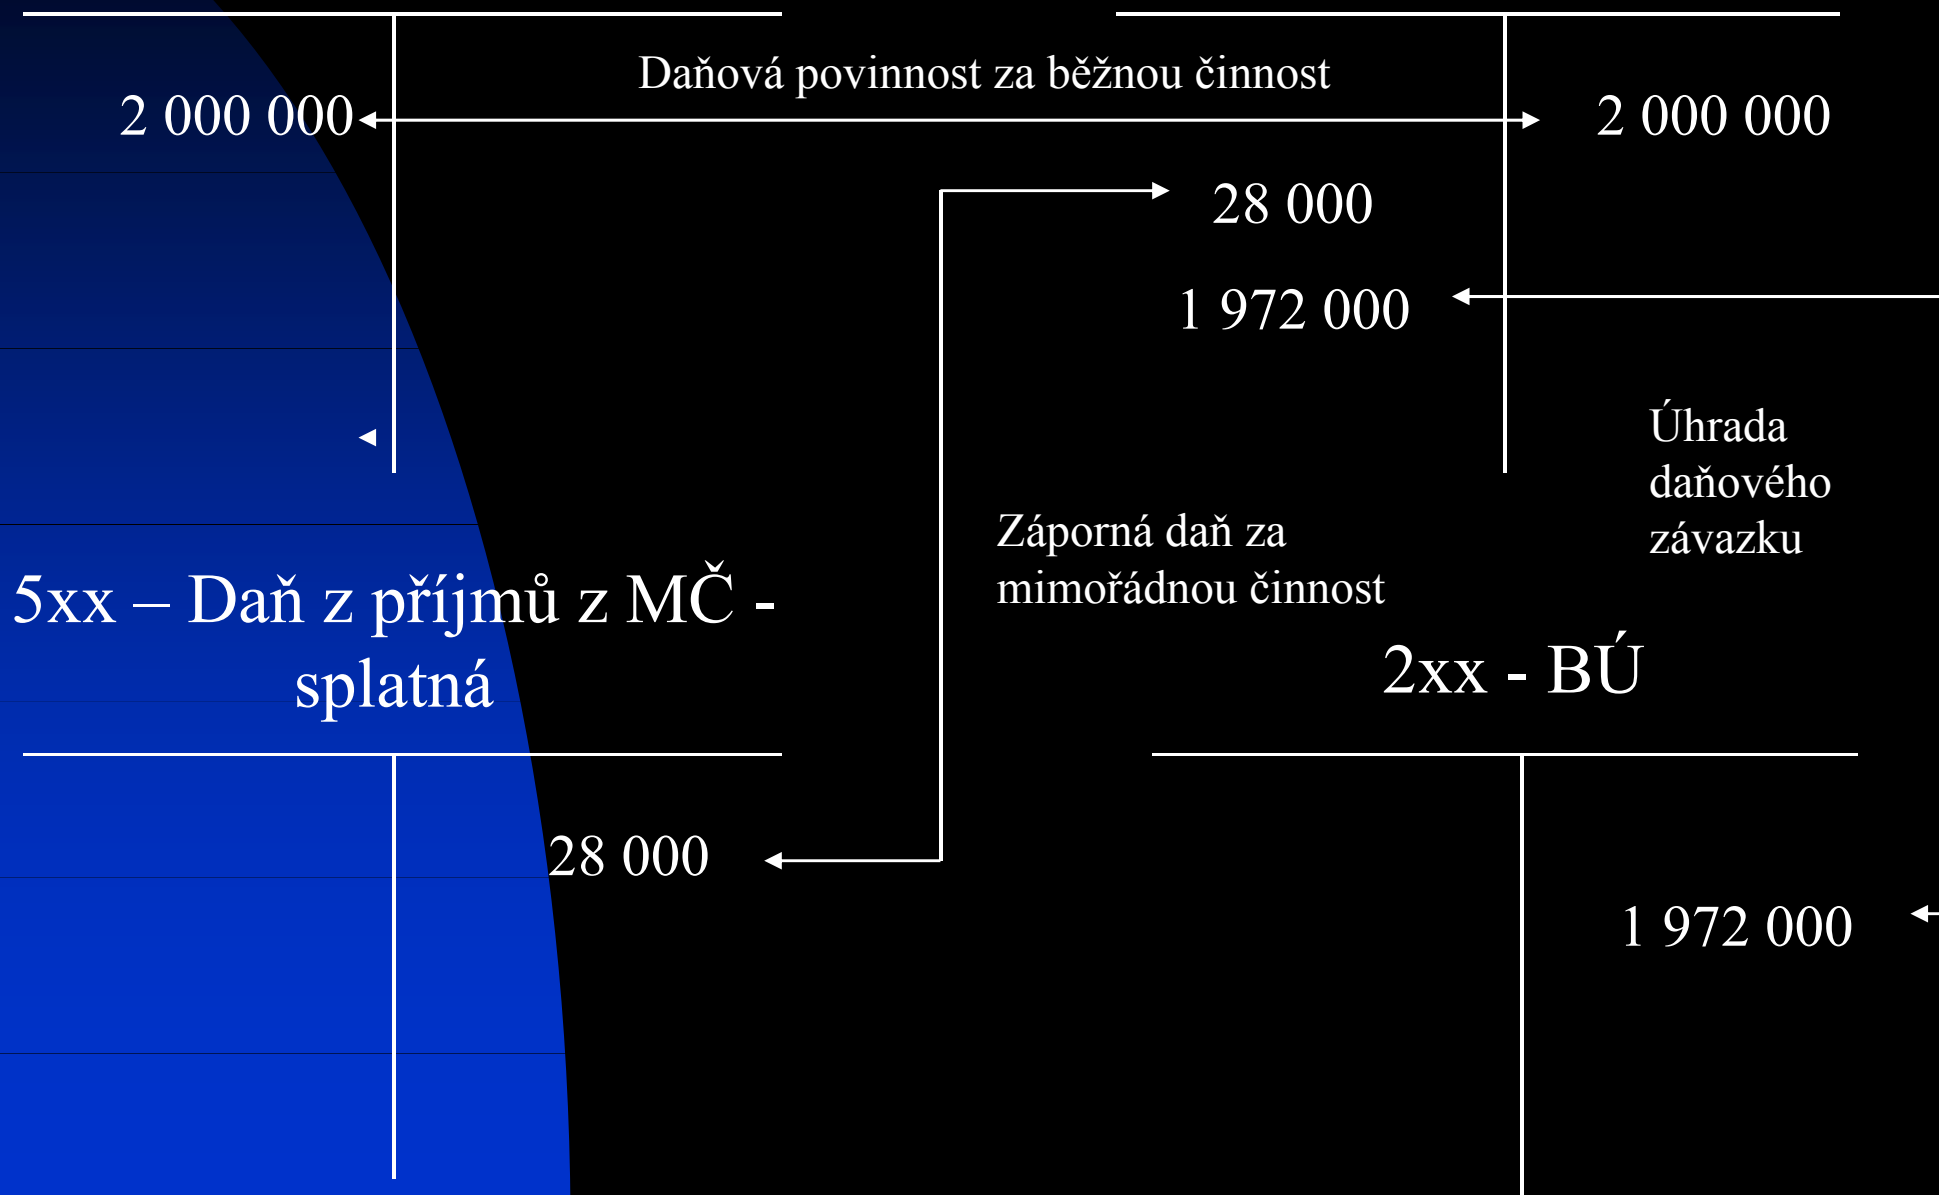 Daňová povinnost za běžnou činnost
2 000 000
2 000 000
28 000
1 972 000
Úhrada
daňového
závazku
Záporná daň za
mimořádnou činnost
5xx – Daň z příjmů z MČ -
splatná
2xx - BÚ
28 000
1 972 000